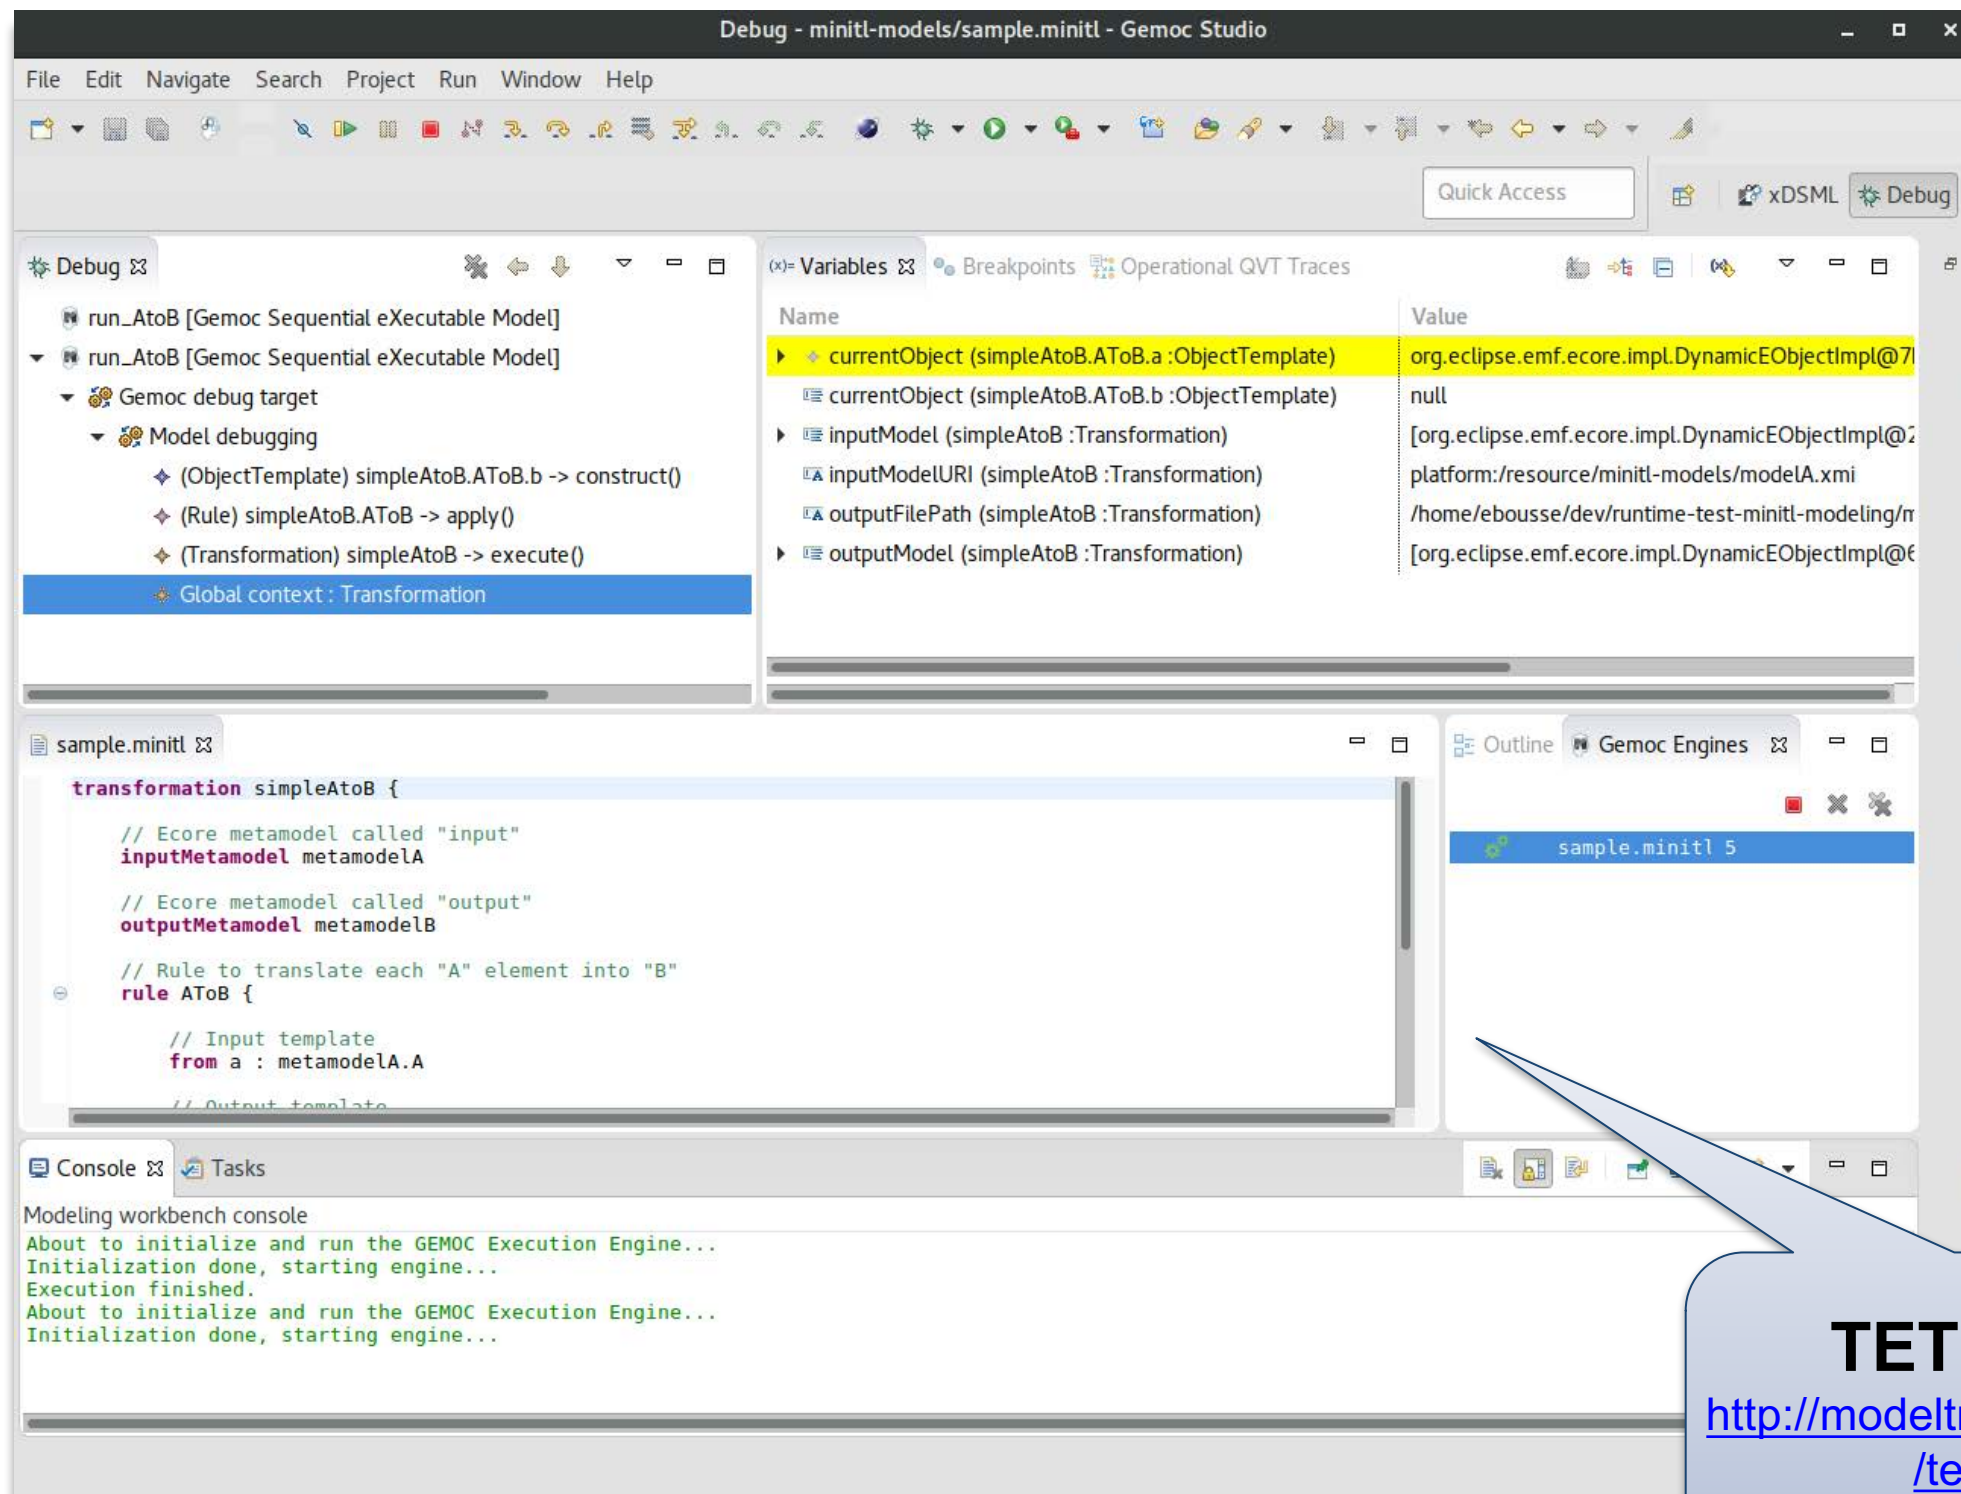 Debug - minitl-models/sample.minitl - Gemoc Studio
File Edit Navigate Search Project Run Window Help
Quick Access
xDSML
Debug
Debug
run_AtoB [Gemoc Sequential eXecutable Model]
run_AtoB [Gemoc Sequential eXecutable Model]
Gemoc debug target
Model debugging
(ObjectTemplate) simpleAtoB.AToB.b -> construct()
(Rule) simpleAtoB.AToB -> apply()
(Transformation) simpleAtoB -> execute()
Global context : Transformation
(x)= Variables Breakpoints Operational QVT Traces
Name Value
currentObject (simpleAtoB.AToB.a :ObjectTemplate) org.eclipse.emf.ecore.impl.DynamicEObjectImpl@7
currentObject (simpleAtoB.AToB.b :ObjectTemplate) null
inputModel (simpleAtoB :Transformation) [org.eclipse.emf.ecore.impl.DynamicEObjectImpl@2
inputModelURI (simpleAtoB :Transformation) platform:/resource/minitl-models/modelA.xmi
outputFilePath (simpleAtoB :Transformation) /home/ebousse/dev/runtime-test-minitl-modeling/m
outputModel (simpleAtoB :Transformation) [org.eclipse.emf.ecore.impl.DynamicEObjectImpl@6
sample.minitl
transformation simpleAtoB {
// Ecore metamodel called "input"
inputMetamodel metamodelA
// Ecore metamodel called "output"
outputMetamodel metamodelB
// Rule to translate each "A" element into "B"
rule AToB {
// Input template
from a : metamodelA.A
// Output template
Outline Gemoc Engines
sample.minitl 5
Console Tasks
Modeling workbench console
About to initialize and run the GEMOC Execution Engine...
Initialization done, starting engine...
Execution finished.
About to initialize and run the GEMOC Execution Engine...
Initialization done, starting engine...
TET
http://modelt
/te